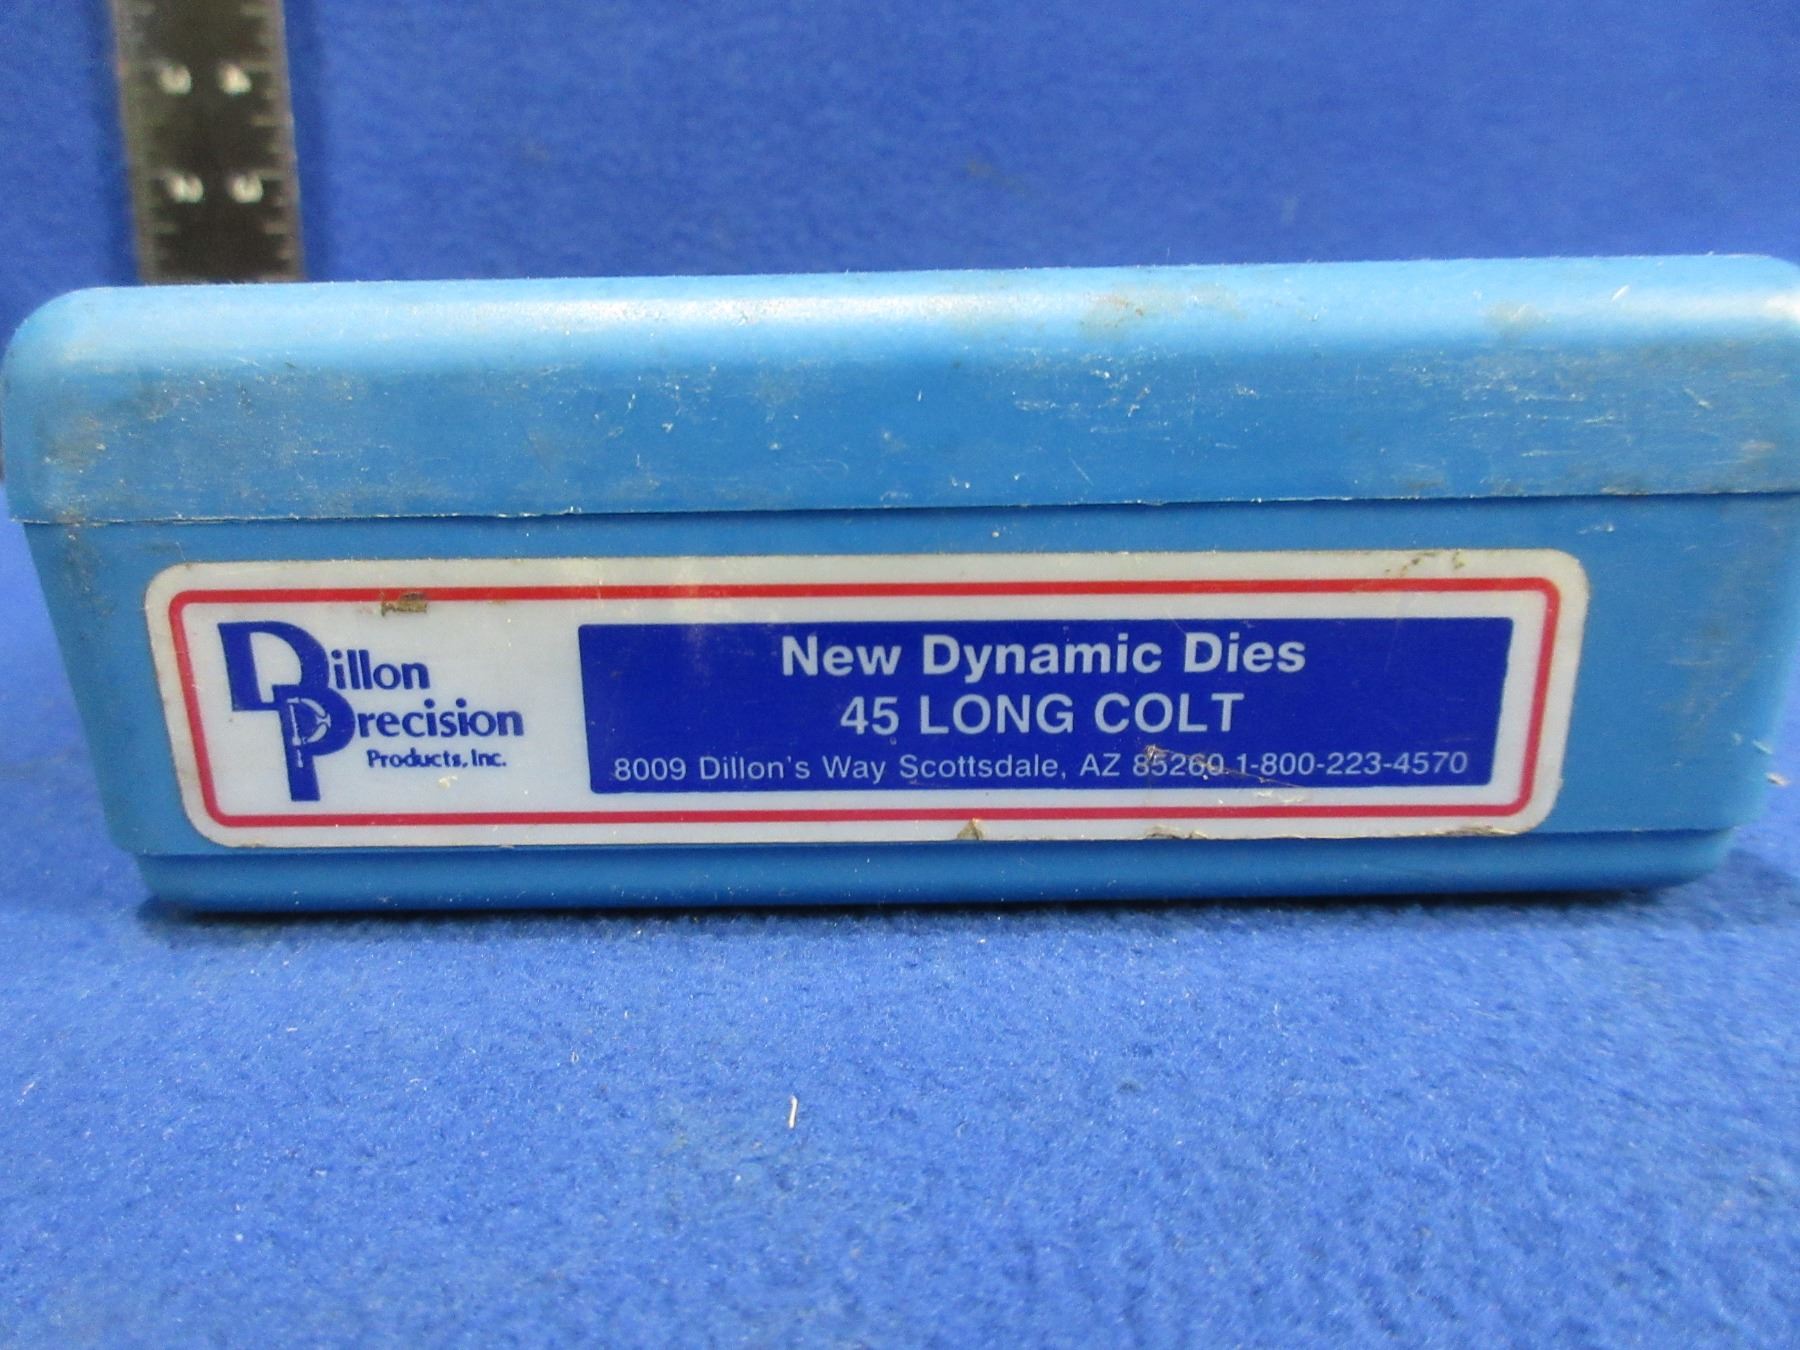 Dillon
Precision
Products, Inc.
New Dynamic Dies
45 LONG COLT
8009 Dillon's Way Scottsdale, AZ 85260 1-800-223-4570